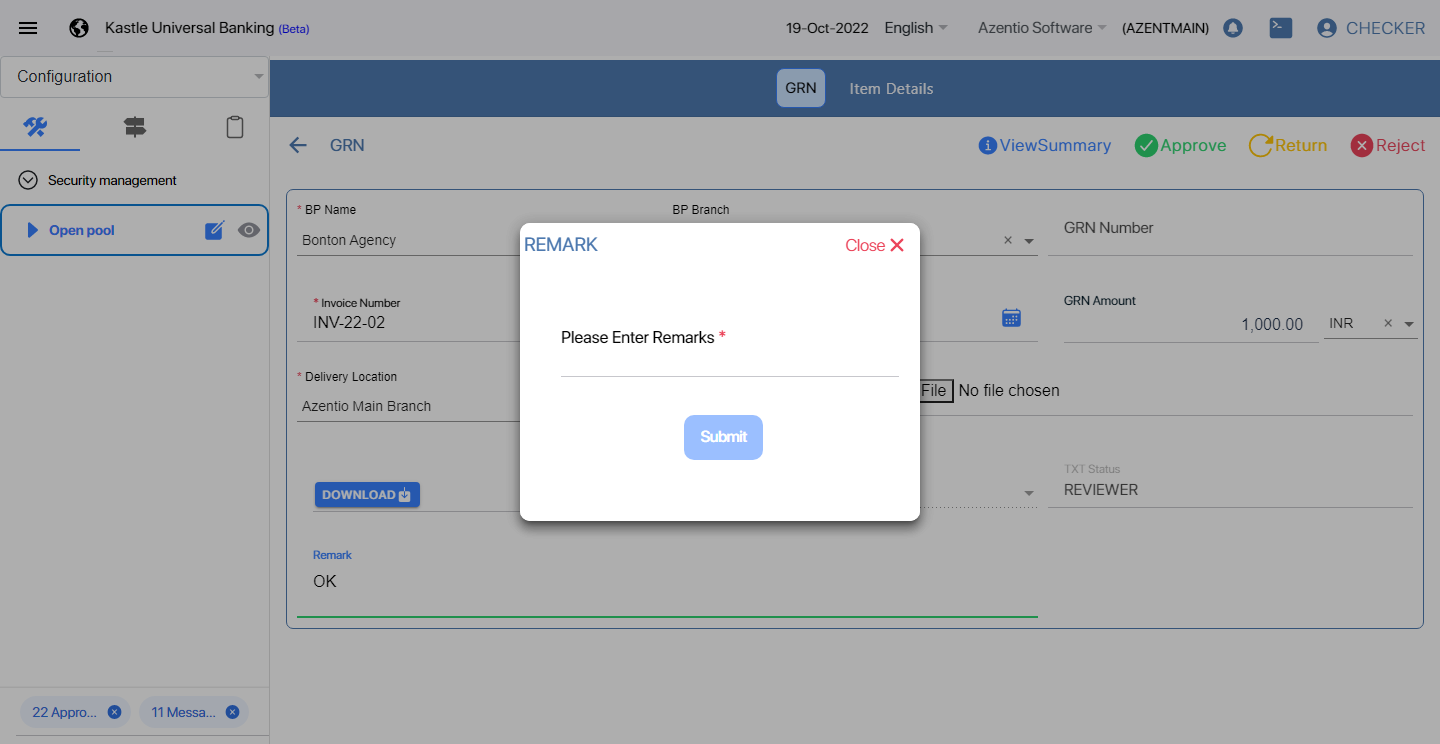 Kastle Universal Banking (Beta)
19-Oct-2022 English Azentio Software (AZENTMAIN) CHECKER
Configuration
GRN Item Details
GRN
ViewSummary Approve Return Reject
Security management
Open pool
* BP Name
BP Branch
Bonton Agency
GRN Number
REMARK
Close
* Invoice Number
INV-22-02
GRN Amount
1,000.00 INR
Please Enter Remarks *
* Delivery Location
Azentio Main Branch
File No file chosen
Submit
DOWNLOAD
TXT Status
REVIEWER
Remark
OK
22 Appro... 11 Messa...